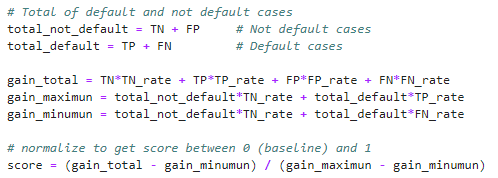 # Total of default and not default cases
total_not_default = TN + FP     # Not default cases
total_default = TP + FN         # Default cases

gain_total = TN*TN_rate + TP*TP_rate + FP*FP_rate + FN*FN_rate
gain_maximun = total_not_default*TN_rate + total_default*TP_rate
gain_minumun = total_not_default*TN_rate + total_default*FN_rate

# normalize to get score between 0 (baseline) and 1
score = (gain_total - gain_minumun) / (gain_maximun - gain_minumun)